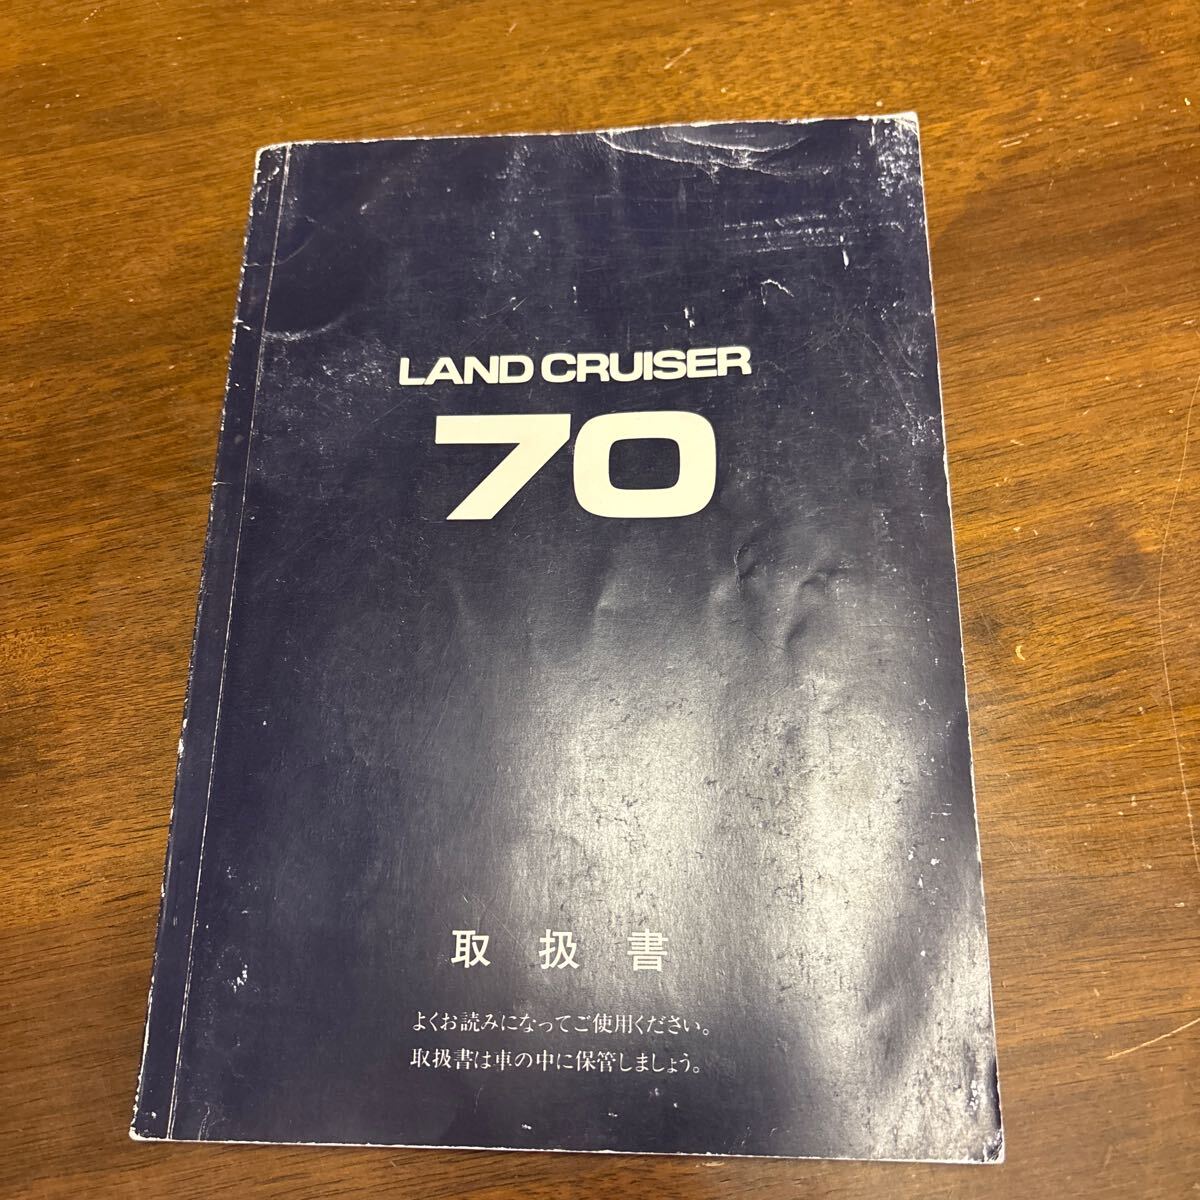 LAND CRUISER
70
取扱書
よくお読みになってご使用ください。
取扱書は車の中に保管しましょう。